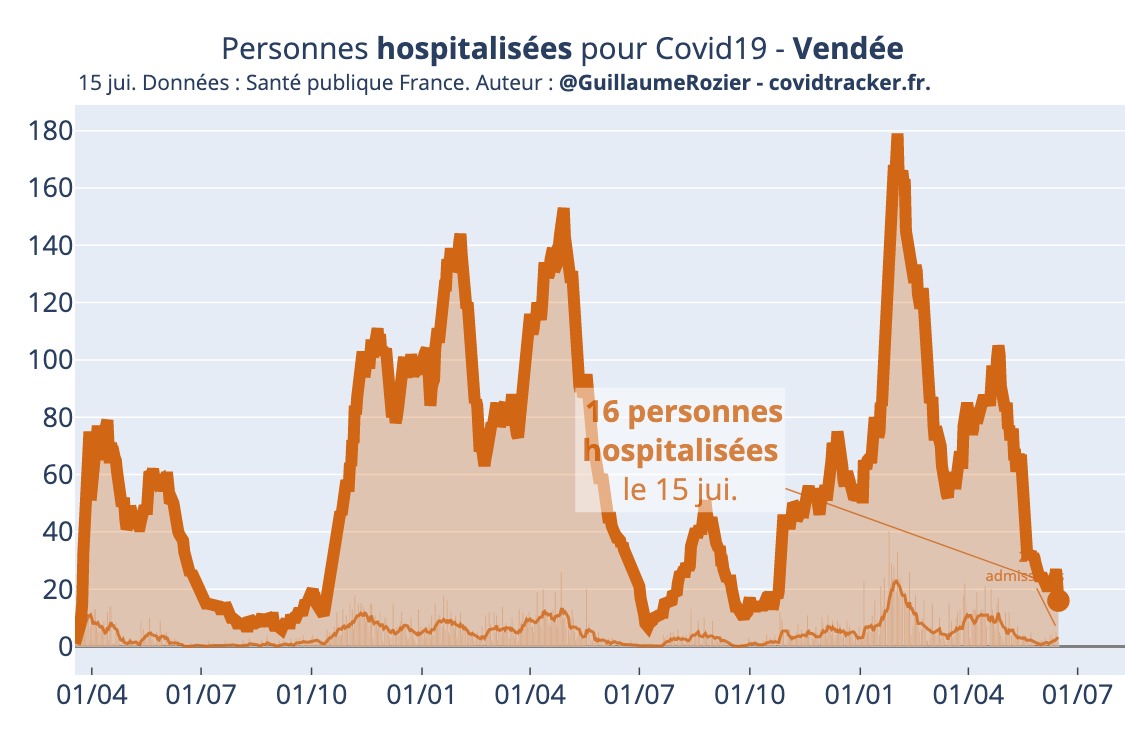 Personnes hospitalisées pour Covid19 - Vendée
15 jui. Données : Santé publique France. Auteur : @GuillaumeRozier - covidtracker.fr.
180
160
140
120
100
80
60
40
20
0
16 personnes
hospitalisées
le 15 jui.
01/04 01/07 01/10 01/01 01/04 01/07 01/10 01/01 01/04 01/07